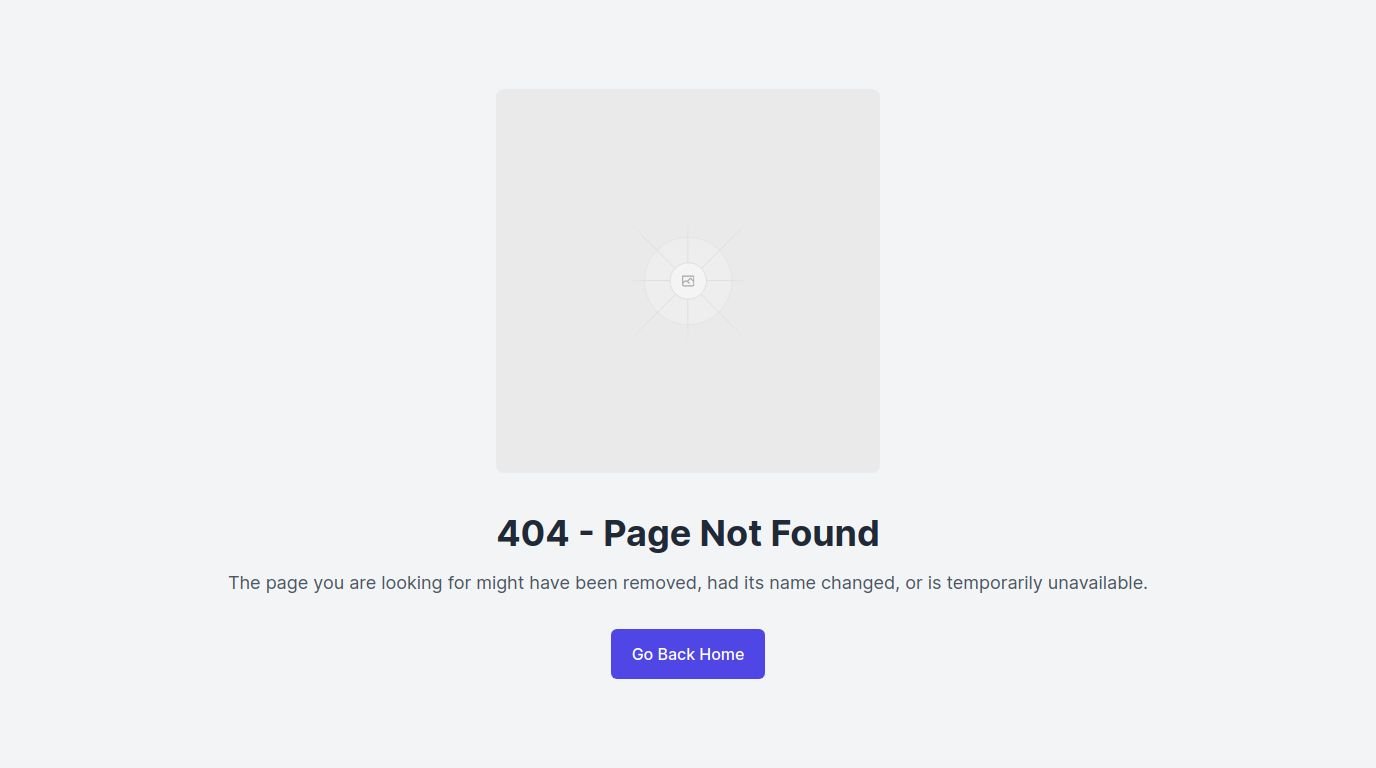 404 - Page Not Found
The page you are looking for might have been removed, had its name changed, or is temporarily unavailable.
Go Back Home